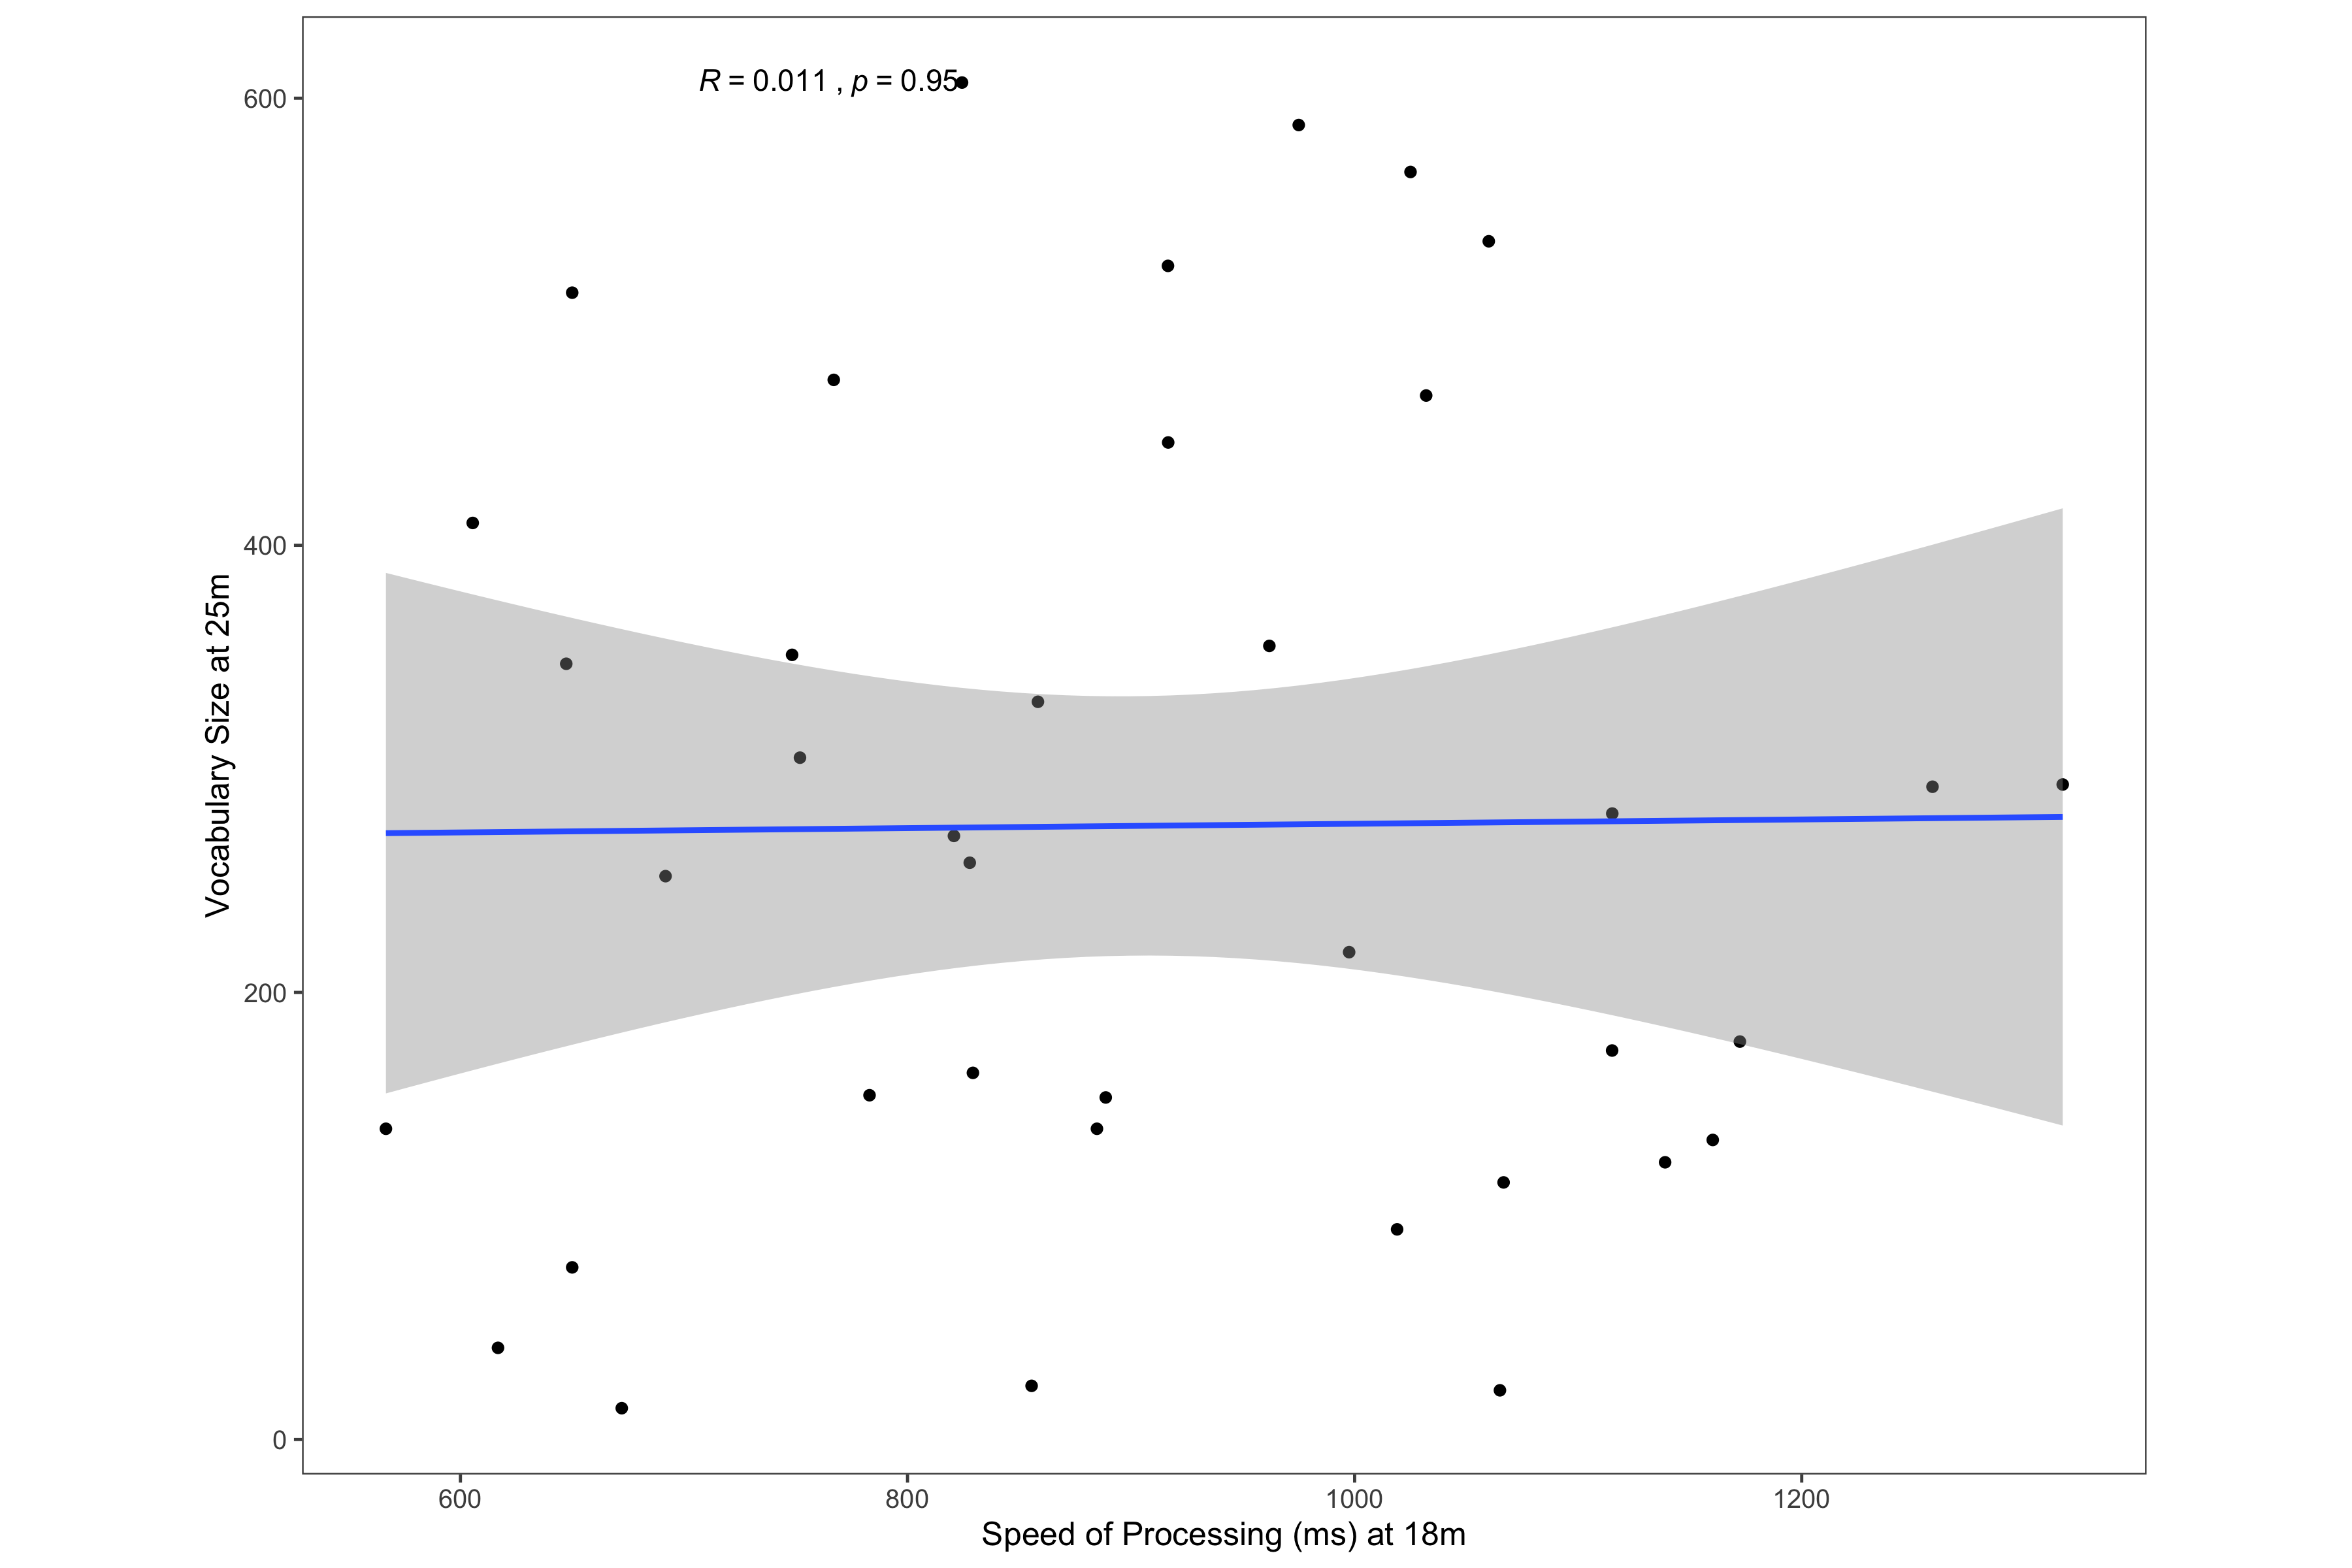 R = 0.011 , p = 0.95
600
400
200
0
Vocabulary Size at 25m
600 800 1000 1200
Speed of Processing (ms) at 18m